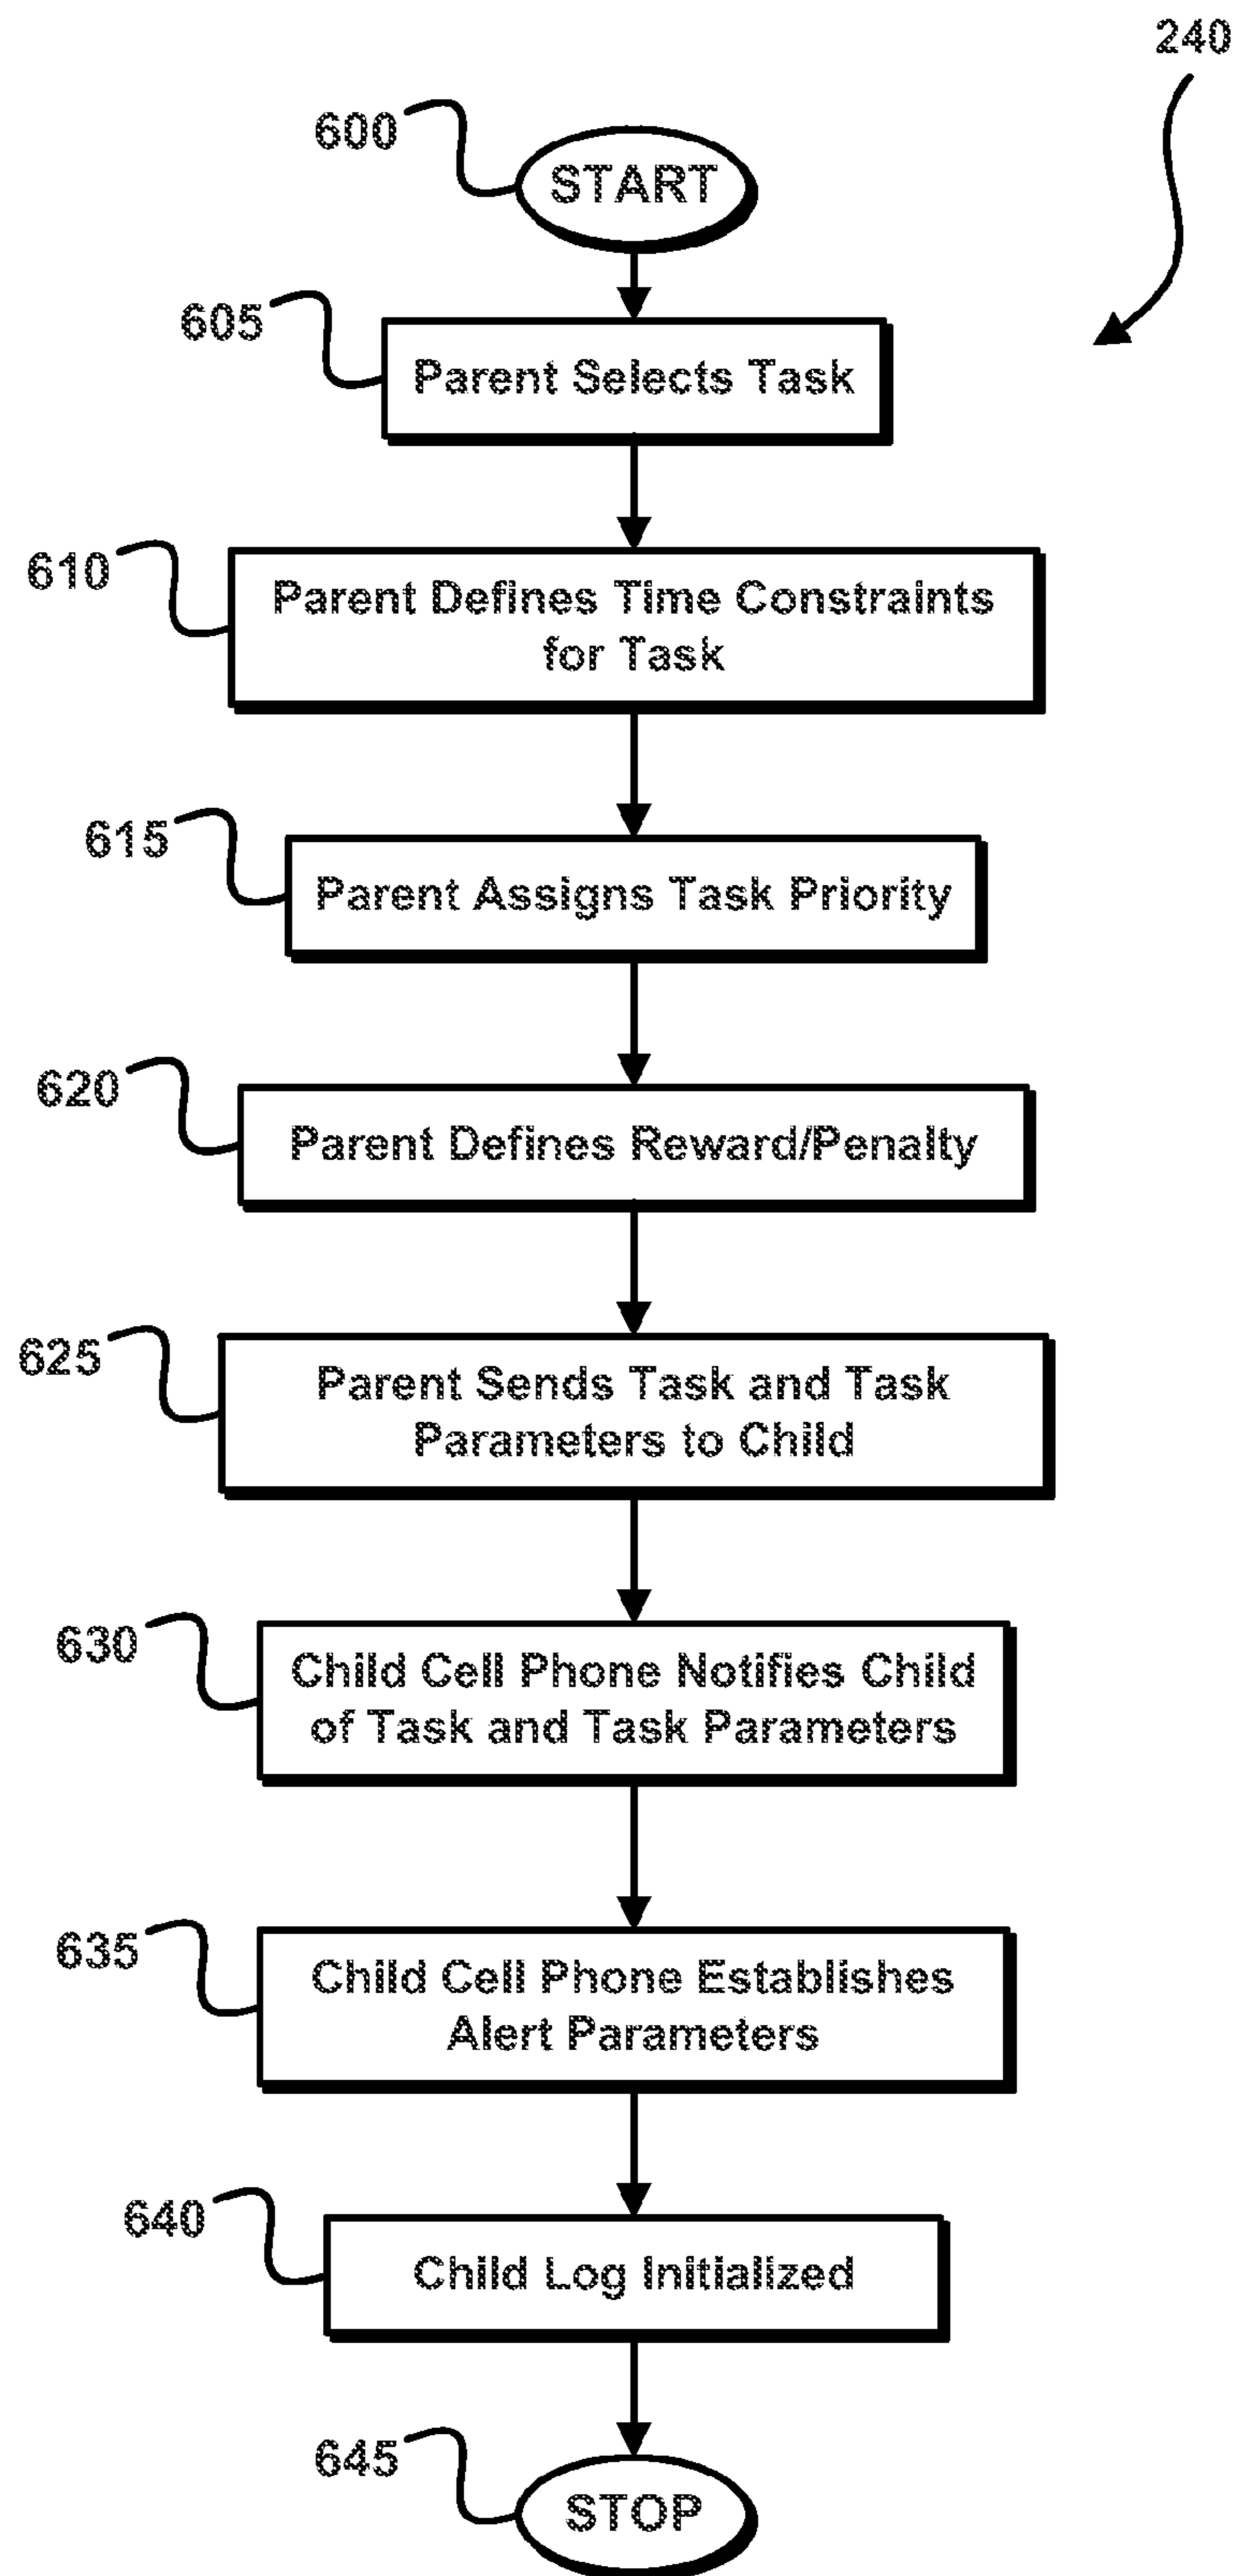 240
600
START
605
Parent Selects Task
610
Parent Defines Time Constraints
for Task
615
Parent Assigns Task Priority
620
Parent Defines Reward/Penalty
625
Parent Sends Task and Task
Parameters to Child
630
Child Cell Phone Notifies Child
of Task and Task Parameters
635
Child Cell Phone Establishes
Alert Parameters
640
Child Log Initialized
645
STOP